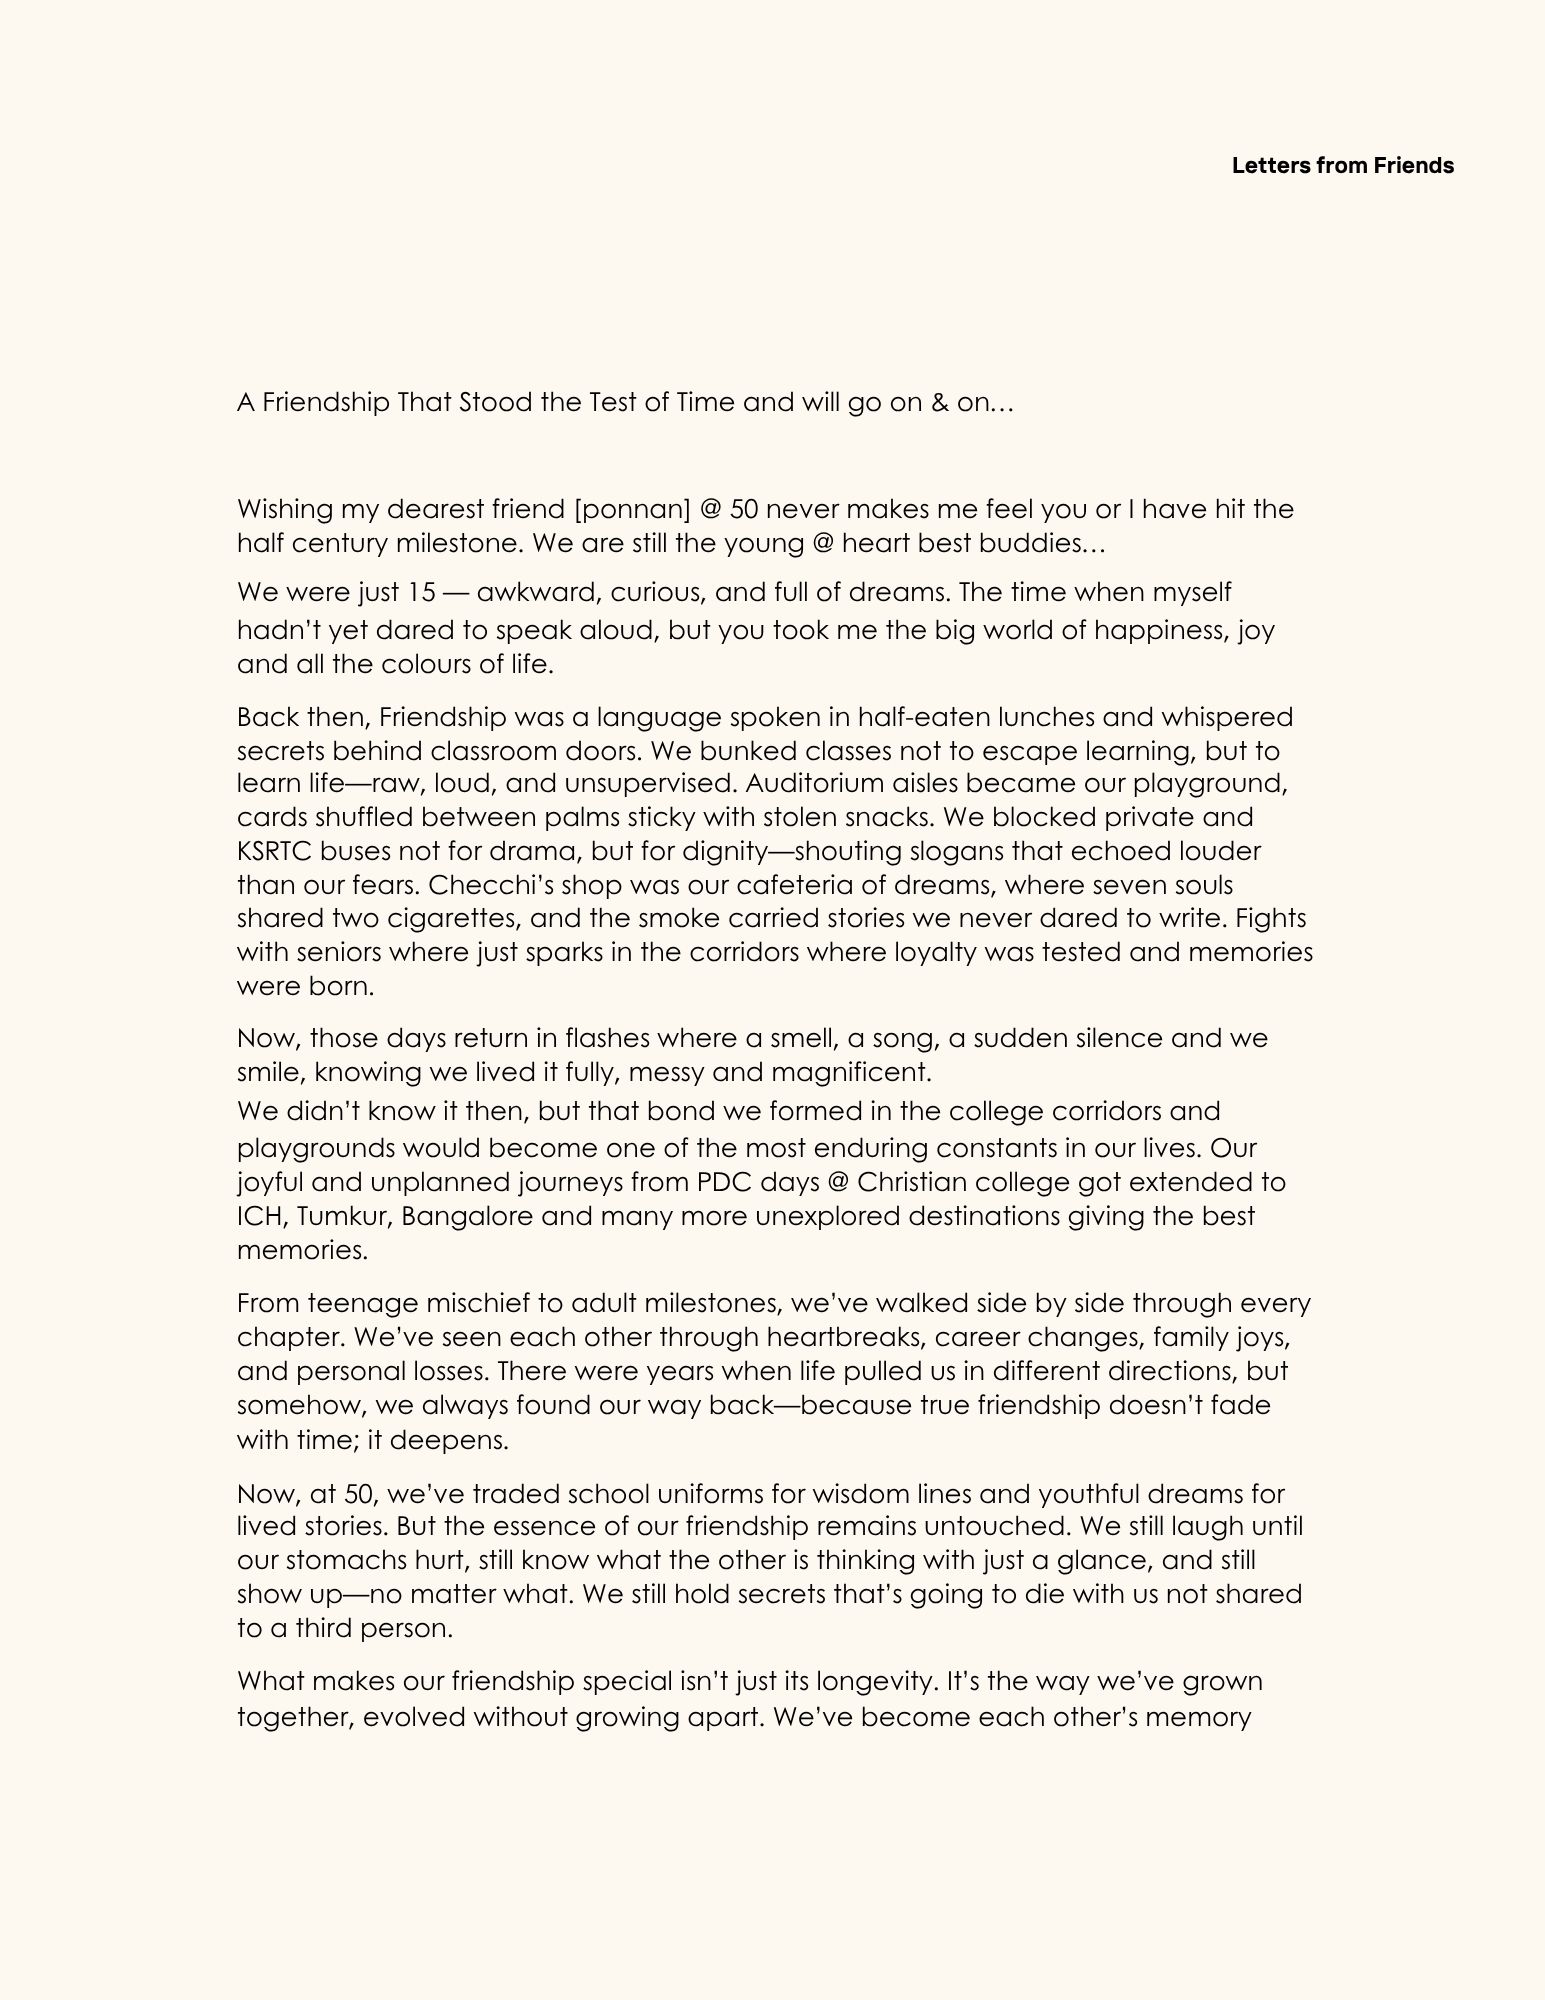 Letters from Friends
A Friendship That Stood the Test of Time and will go on & on…
Wishing my dearest friend [ponnan] @ 50 never makes me feel you or I have hit the
half century milestone. We are still the young @ heart best buddies…
We were just 15 — awkward, curious, and full of dreams. The time when myself
hadn’t yet dared to speak aloud, but you took me the big world of happiness, joy
and all the colours of life.
Back then, Friendship was a language spoken in half-eaten lunches and whispered
secrets behind classroom doors. We bunked classes not to escape learning, but to
learn life—raw, loud, and unsupervised. Auditorium aisles became our playground,
cards shuffled between palms sticky with stolen snacks. We blocked private and
KSRTC buses not for drama, but for dignity—shouting slogans that echoed louder
than our fears. Checchi’s shop was our cafeteria of dreams, where seven souls
shared two cigarettes, and the smoke carried stories we never dared to write. Fights
with seniors where just sparks in the corridors where loyalty was tested and memories
were born.
Now, those days return in flashes where a smell, a song, a sudden silence and we
smile, knowing we lived it fully, messy and magnificent.
We didn’t know it then, but that bond we formed in the college corridors and
playgrounds would become one of the most enduring constants in our lives. Our
joyful and unplanned journeys from PDC days @ Christian college got extended to
ICH, Tumkur, Bangalore and many more unexplored destinations giving the best
memories.
From teenage mischief to adult milestones, we’ve walked side by side through every
chapter. We’ve seen each other through heartbreaks, career changes, family joys,
and personal losses. There were years when life pulled us in different directions, but
somehow, we always found our way back—because true friendship doesn’t fade
with time; it deepens.
Now, at 50, we’ve traded school uniforms for wisdom lines and youthful dreams for
lived stories. But the essence of our friendship remains untouched. We still laugh until
our stomachs hurt, still know what the other is thinking with just a glance, and still
show up—no matter what. We still hold secrets that’s going to die with us not shared
to a third person.
What makes our friendship special isn’t just its longevity. It’s the way we’ve grown
together, evolved without growing apart. We’ve become each other’s memory